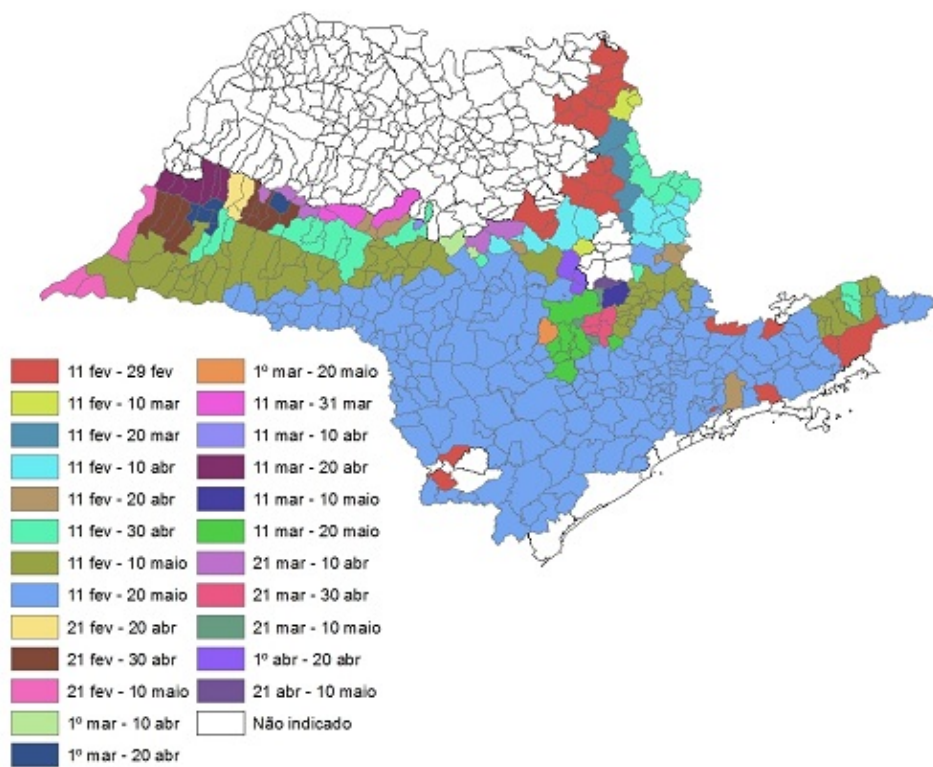 11 fev - 29 fev
11 fev - 10 mar
11 fev - 20 mar
11 fev - 10 abr
11 fev - 20 abr
11 fev - 30 abr
11 fev - 10 maio
11 fev - 20 maio
21 fev - 20 abr
21 fev - 30 abr
21 fev - 10 maio
1º mar - 10 abr
1º mar - 20 abr
1º mar - 20 maio
11 mar - 31 mar
11 mar - 10 abr
11 mar - 20 abr
11 mar - 10 maio
11 mar - 20 maio
21 mar - 10 abr
21 mar - 30 abr
21 mar - 10 maio
1º abr - 20 abr
21 abr - 10 maio
Não indicado